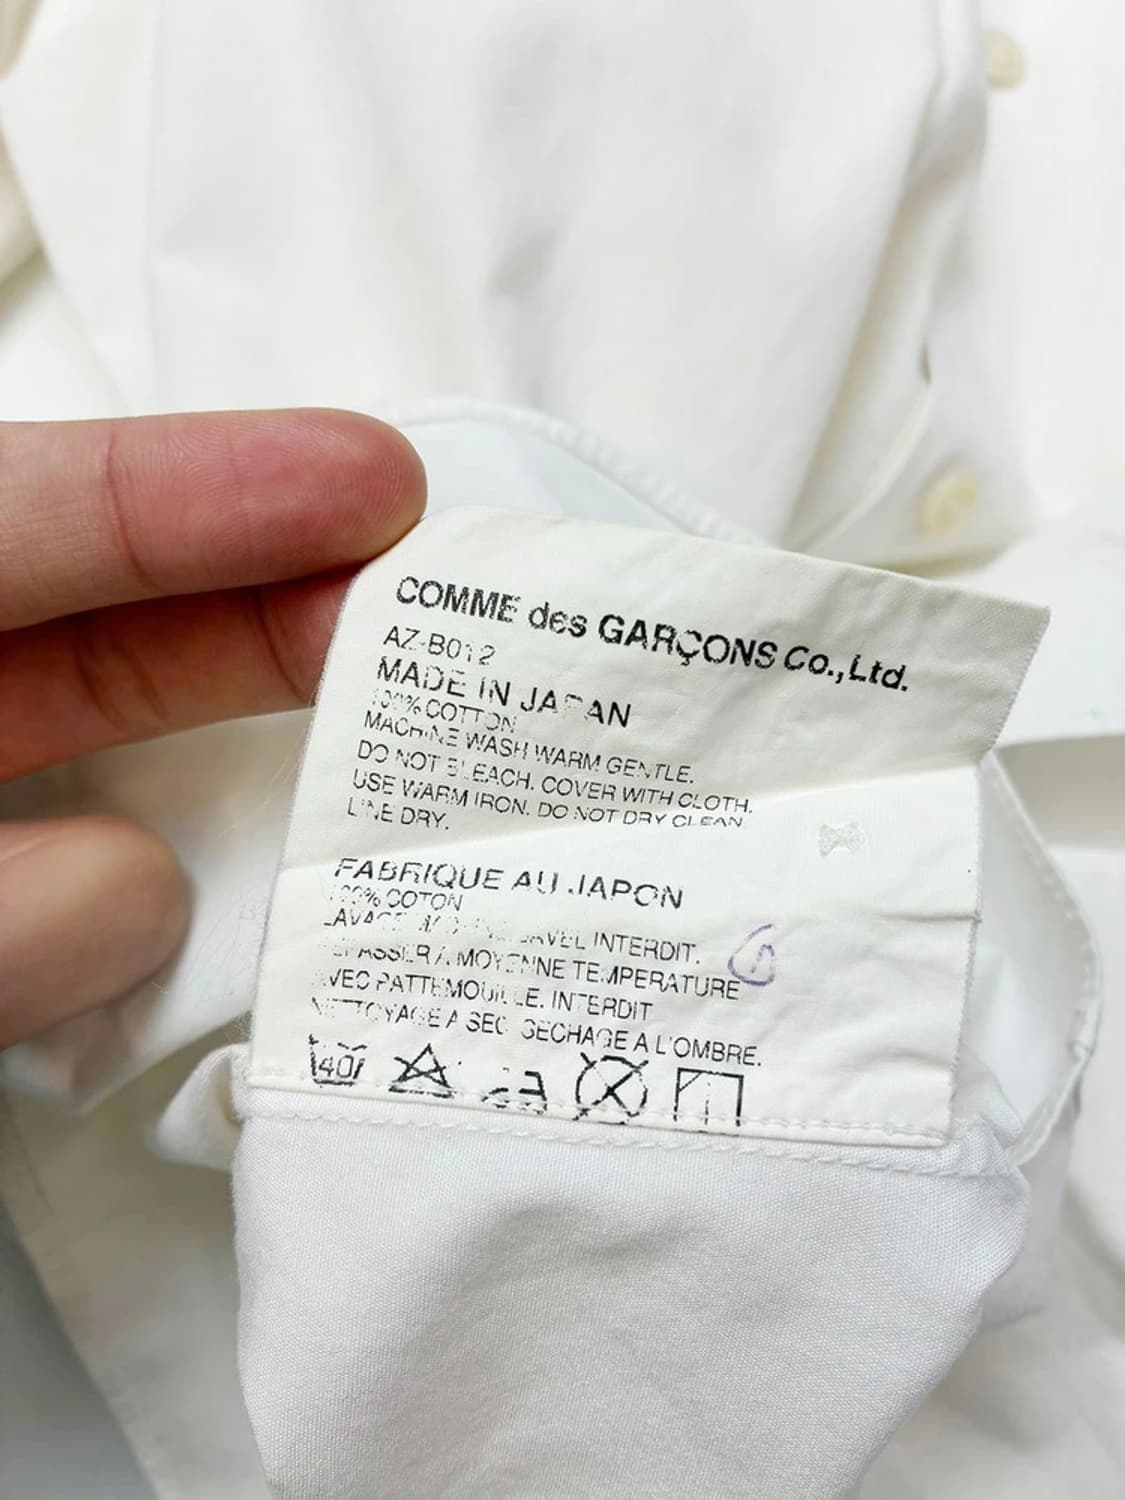 COMME des GARÇONS Co., Ltd.
AZ-B012
MADE IN JAPAN
100% COTTON
MACHINE WASH WARM GENTLE.
DO NOT BLEACH. COVER WITH CLOTH.
USE WARM IRON. DO NOT DRY CLEAN
LINE DRY.
FABRIQUE AU JAPON
100% COTON
LAVAGE MACHINE. JAVEL INTERDIT.
REPASSER A MOYENNE TEMPERATURE
AVEC PATTEMOUILLE. INTERDIT
NETTOYAGE A SEC SECHAGE A L'OMBRE.
40